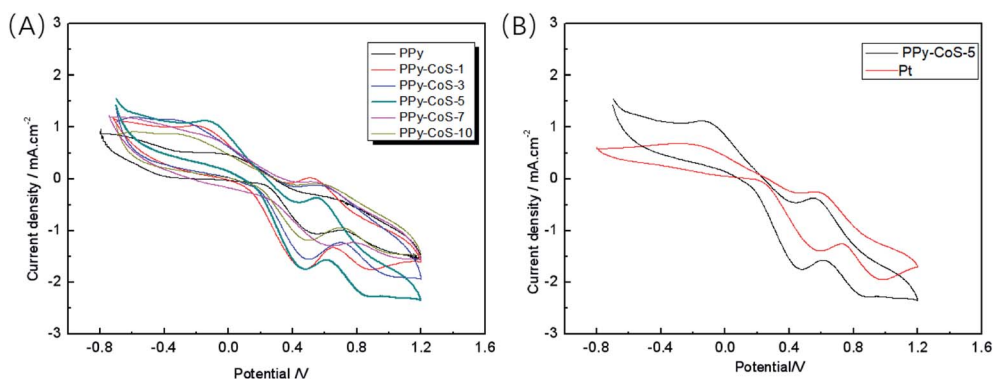 (A)
3
2
1
0
-1
-2
-3
Current density / mA.cm-2
-0.8 -0.4 0.0 0.4 0.8 1.2 1.6
Potential /V
PPy
PPy-CoS-1
PPy-CoS-3
PPy-CoS-5
PPy-CoS-7
PPy-CoS-10
(B)
3
2
1
0
-1
-2
-3
Current density / mA.cm-2
-0.8 -0.4 0.0 0.4 0.8 1.2 1.6
Potential/V
PPy-CoS-5
Pt